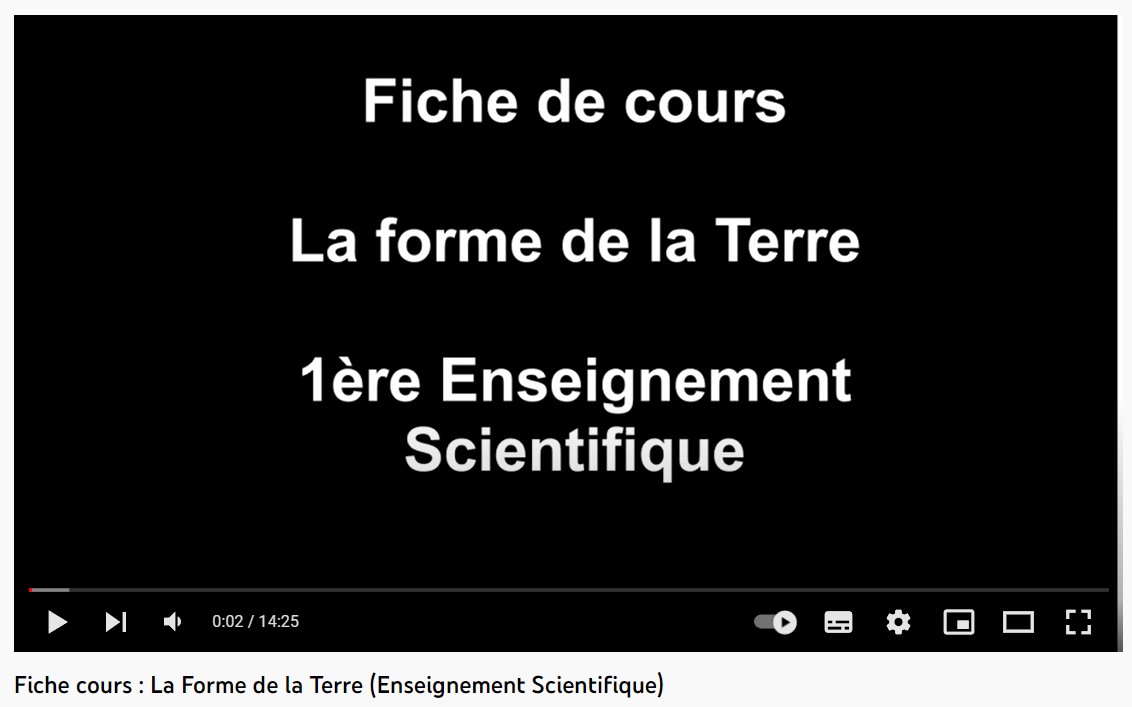 Fiche de cours
La forme de la Terre
1ère Enseignement
Scientifique
0:02 / 14:25
Fiche cours : La Forme de la Terre (Enseignement Scientifique)